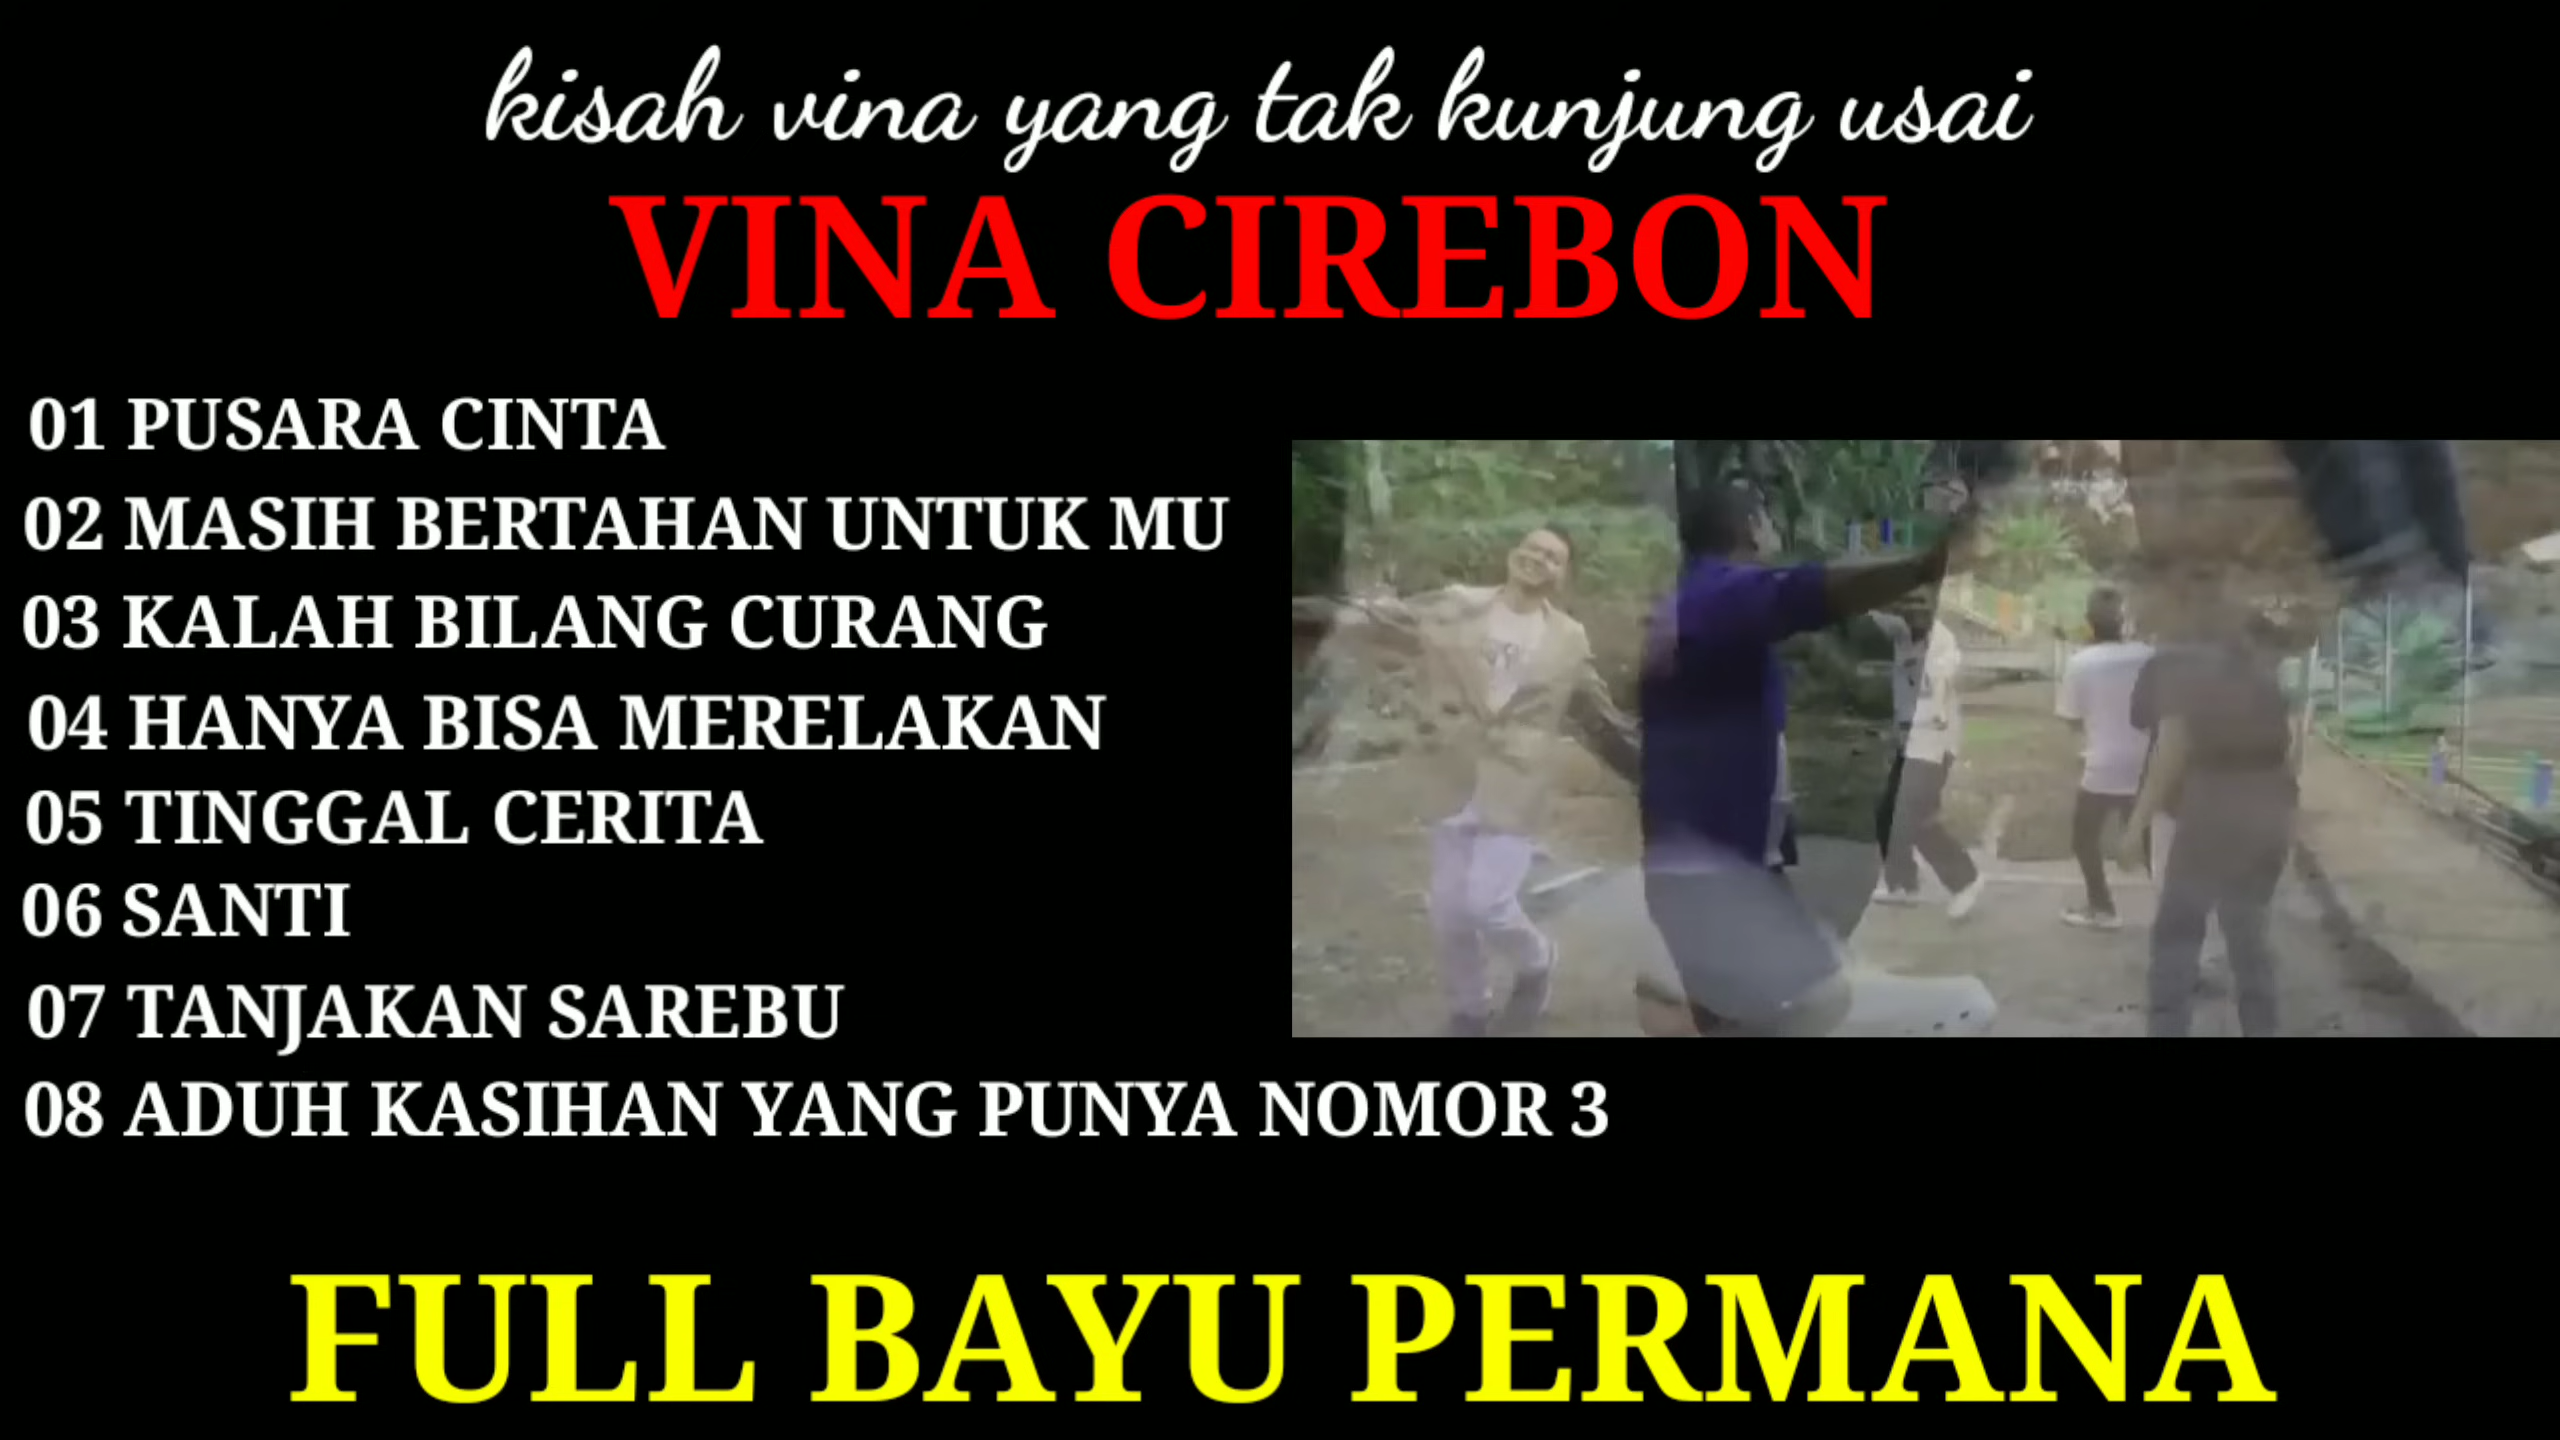 kisah vina yang tak kunjung usai
VINA CIREBON
01 PUSARA CINTA
02 MASIH BERTAHAN UNTUK MU
03 KALAH BILANG CURANG
04 HANYA BISA MERELAKAN
05 TINGGAL CERITA
06 SANTI
07 TANJAKAN SAREBU
08 ADUH KASIHAN YANG PUNYA NOMOR 3
FULL BAYU PERMANA